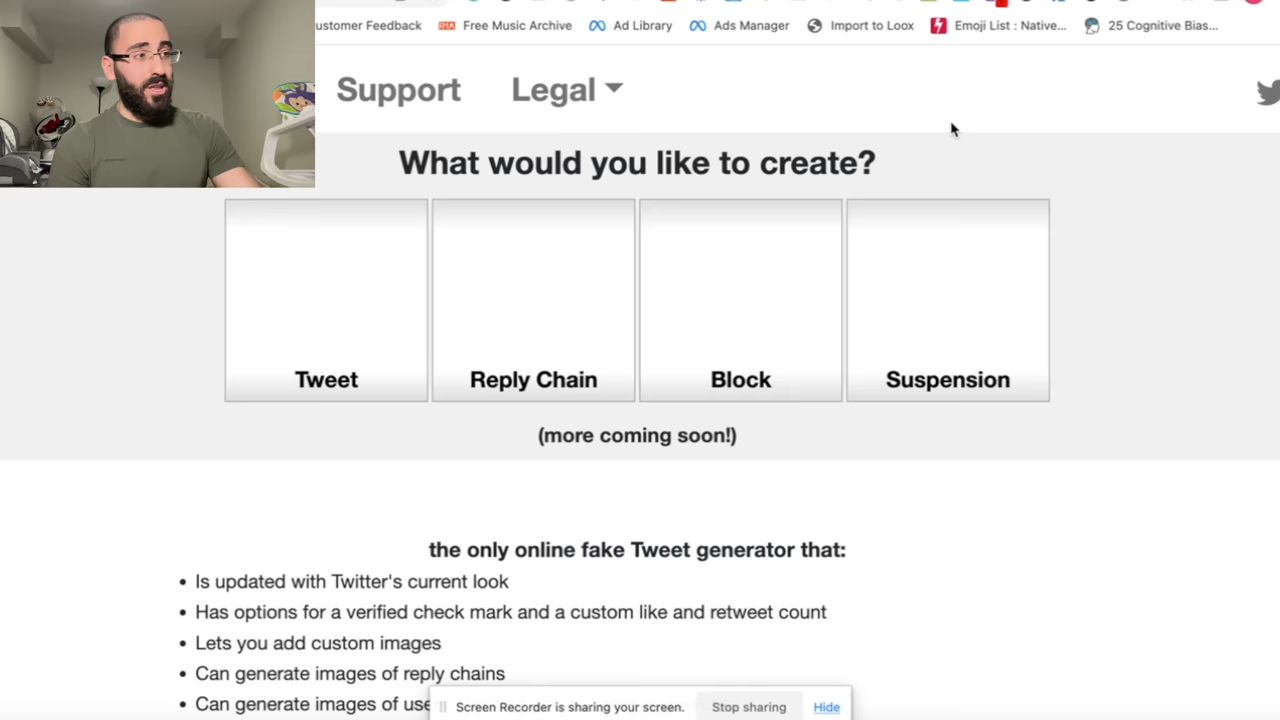 ustomer Feedback FMA Free Music Archive Ad Library Ads Manager Import to Loox Emoji List : Native... 25 Cognitive Bias...
Support Legal
What would you like to create?
Tweet Reply Chain Block Suspension
(more coming soon!)
the only online fake Tweet generator that:
• Is updated with Twitter's current look
• Has options for a verified check mark and a custom like and retweet count
• Lets you add custom images
• Can generate images of reply chains
• Can generate images of use
Screen Recorder is sharing your screen. Stop sharing Hide